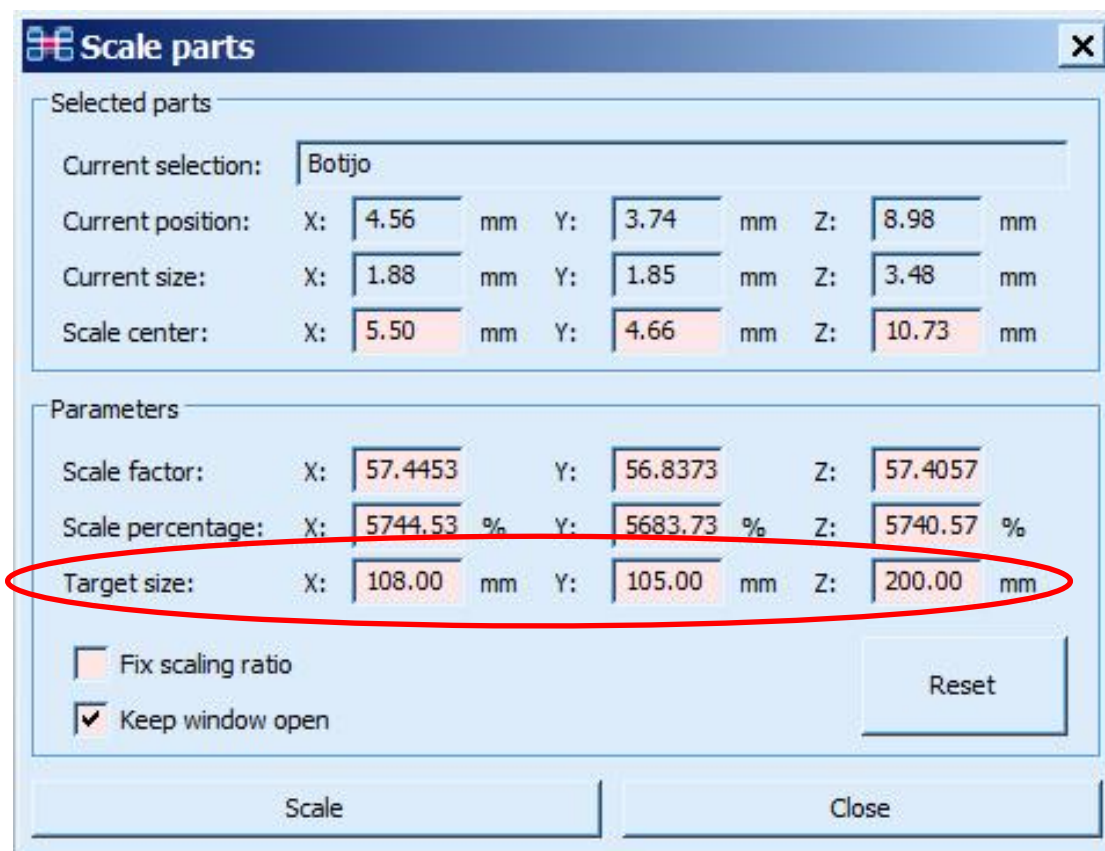 Scale parts
Selected parts
Current selection: Botijo
Current position: X: 4.56 mm Y: 3.74 mm Z: 8.98 mm
Current size: X: 1.88 mm Y: 1.85 mm Z: 3.48 mm
Scale center: X: 5.50 mm Y: 4.66 mm Z: 10.73 mm
Parameters
Scale factor: X: 57.4453 Y: 56.8373 Z: 57.4057
Scale percentage: X: 5744.53 % Y: 5683.73 % Z: 5740.57 %
Target size: X: 108.00 mm Y: 105.00 mm Z: 200.00 mm
Fix scaling ratio
Keep window open
Reset
Scale Close